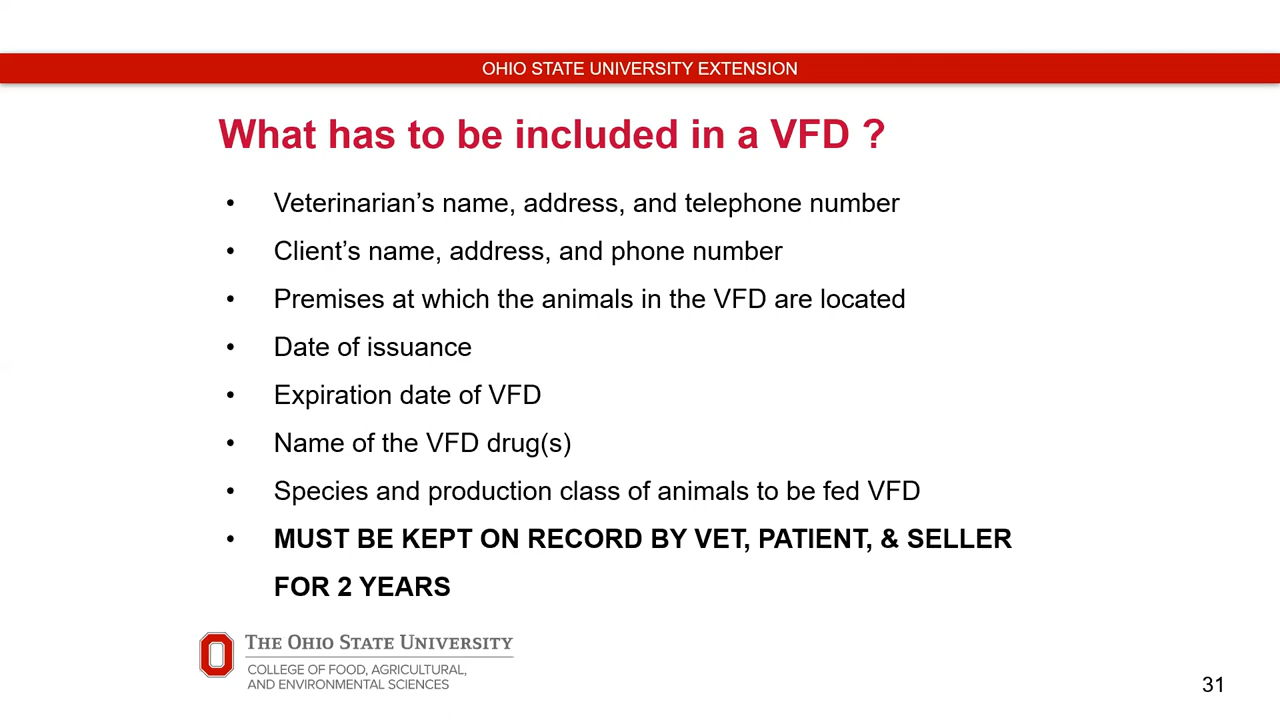 OHIO STATE UNIVERSITY EXTENSION
What has to be included in a VFD ?
• Veterinarian’s name, address, and telephone number
• Client’s name, address, and phone number
• Premises at which the animals in the VFD are located
• Date of issuance
• Expiration date of VFD
• Name of the VFD drug(s)
• Species and production class of animals to be fed VFD
• MUST BE KEPT ON RECORD BY VET, PATIENT, & SELLER
FOR 2 YEARS
THE OHIO STATE UNIVERSITY
COLLEGE OF FOOD, AGRICULTURAL,
AND ENVIRONMENTAL SCIENCES
31